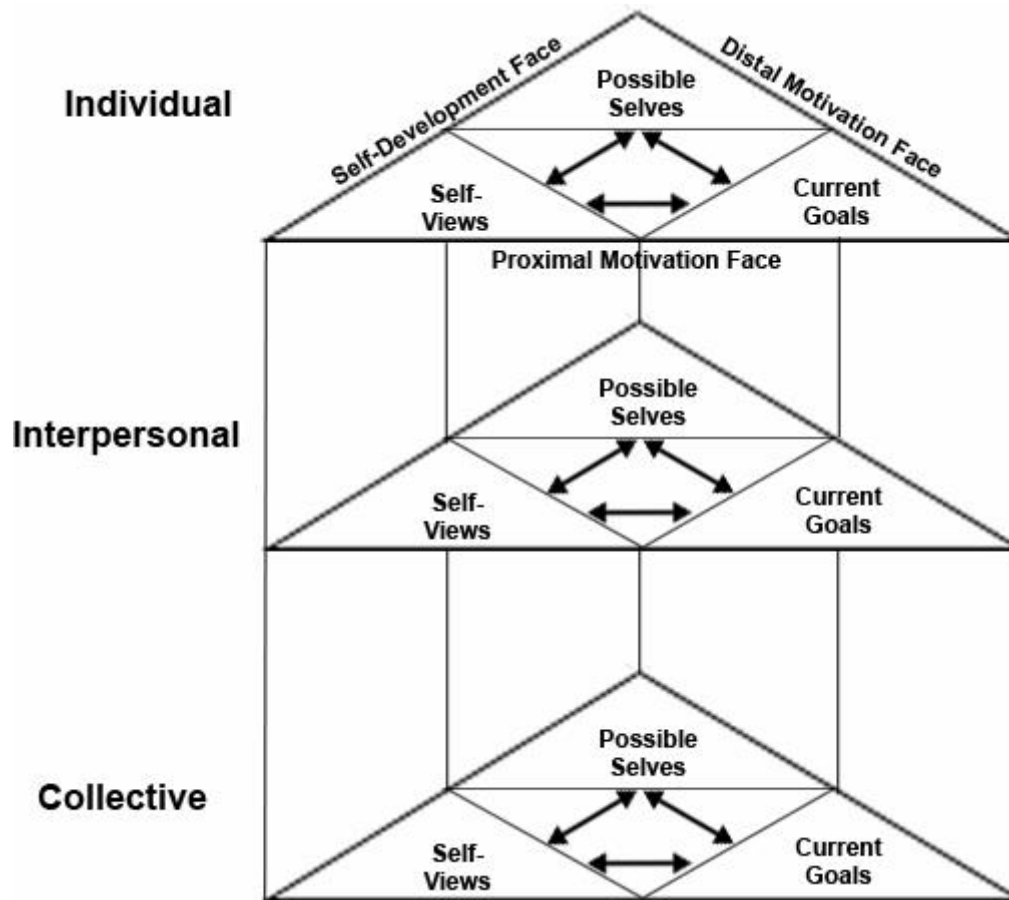 Individual
Self-Development Face
Distal Motivation Face
Possible
Selves
Self-
Views
Current
Goals
Proximal Motivation Face
Interpersonal
Possible
Selves
Self-
Views
Current
Goals
Collective
Possible
Selves
Self-
Views
Current
Goals